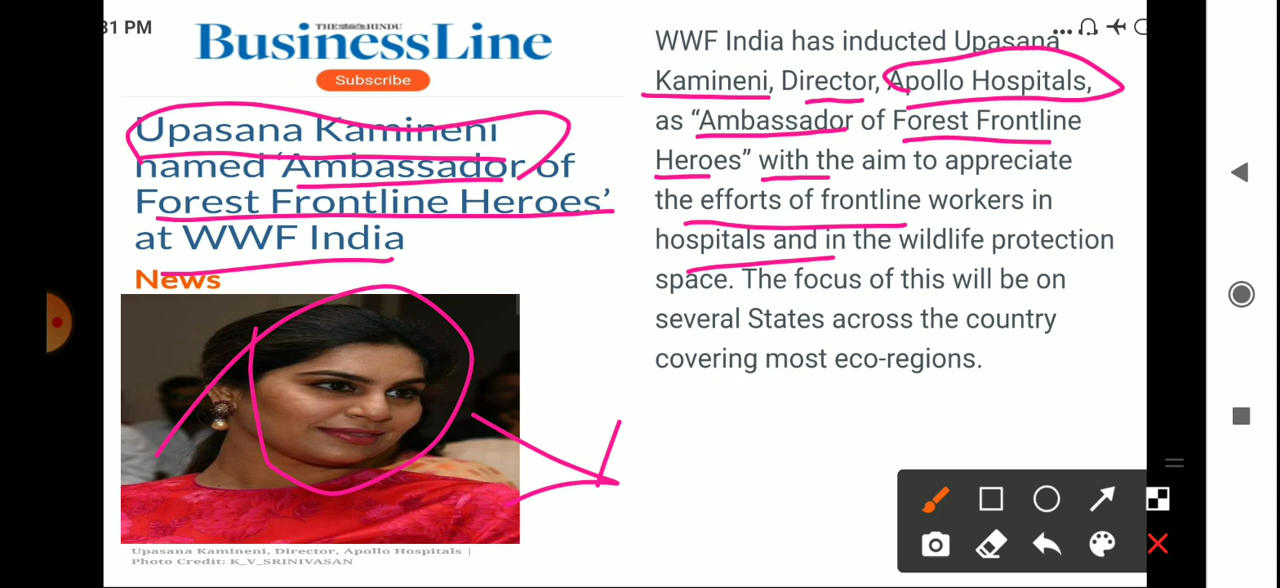 31 PM
THE HINDU
BusinessLine
Subscribe
Upasana Kamineni
named ‘Ambassador of
Forest Frontline Heroes’
at WWF India
News
Upasana Kamineni, Director, Apollo Hospitals |
Photo Credit: K_V_SRINIVASAN
WWF India has inducted Upasana
Kamineni, Director, Apollo Hospitals,
as “Ambassador of Forest Frontline
Heroes” with the aim to appreciate
the efforts of frontline workers in
hospitals and in the wildlife protection
space. The focus of this will be on
several States across the country
covering most eco-regions.